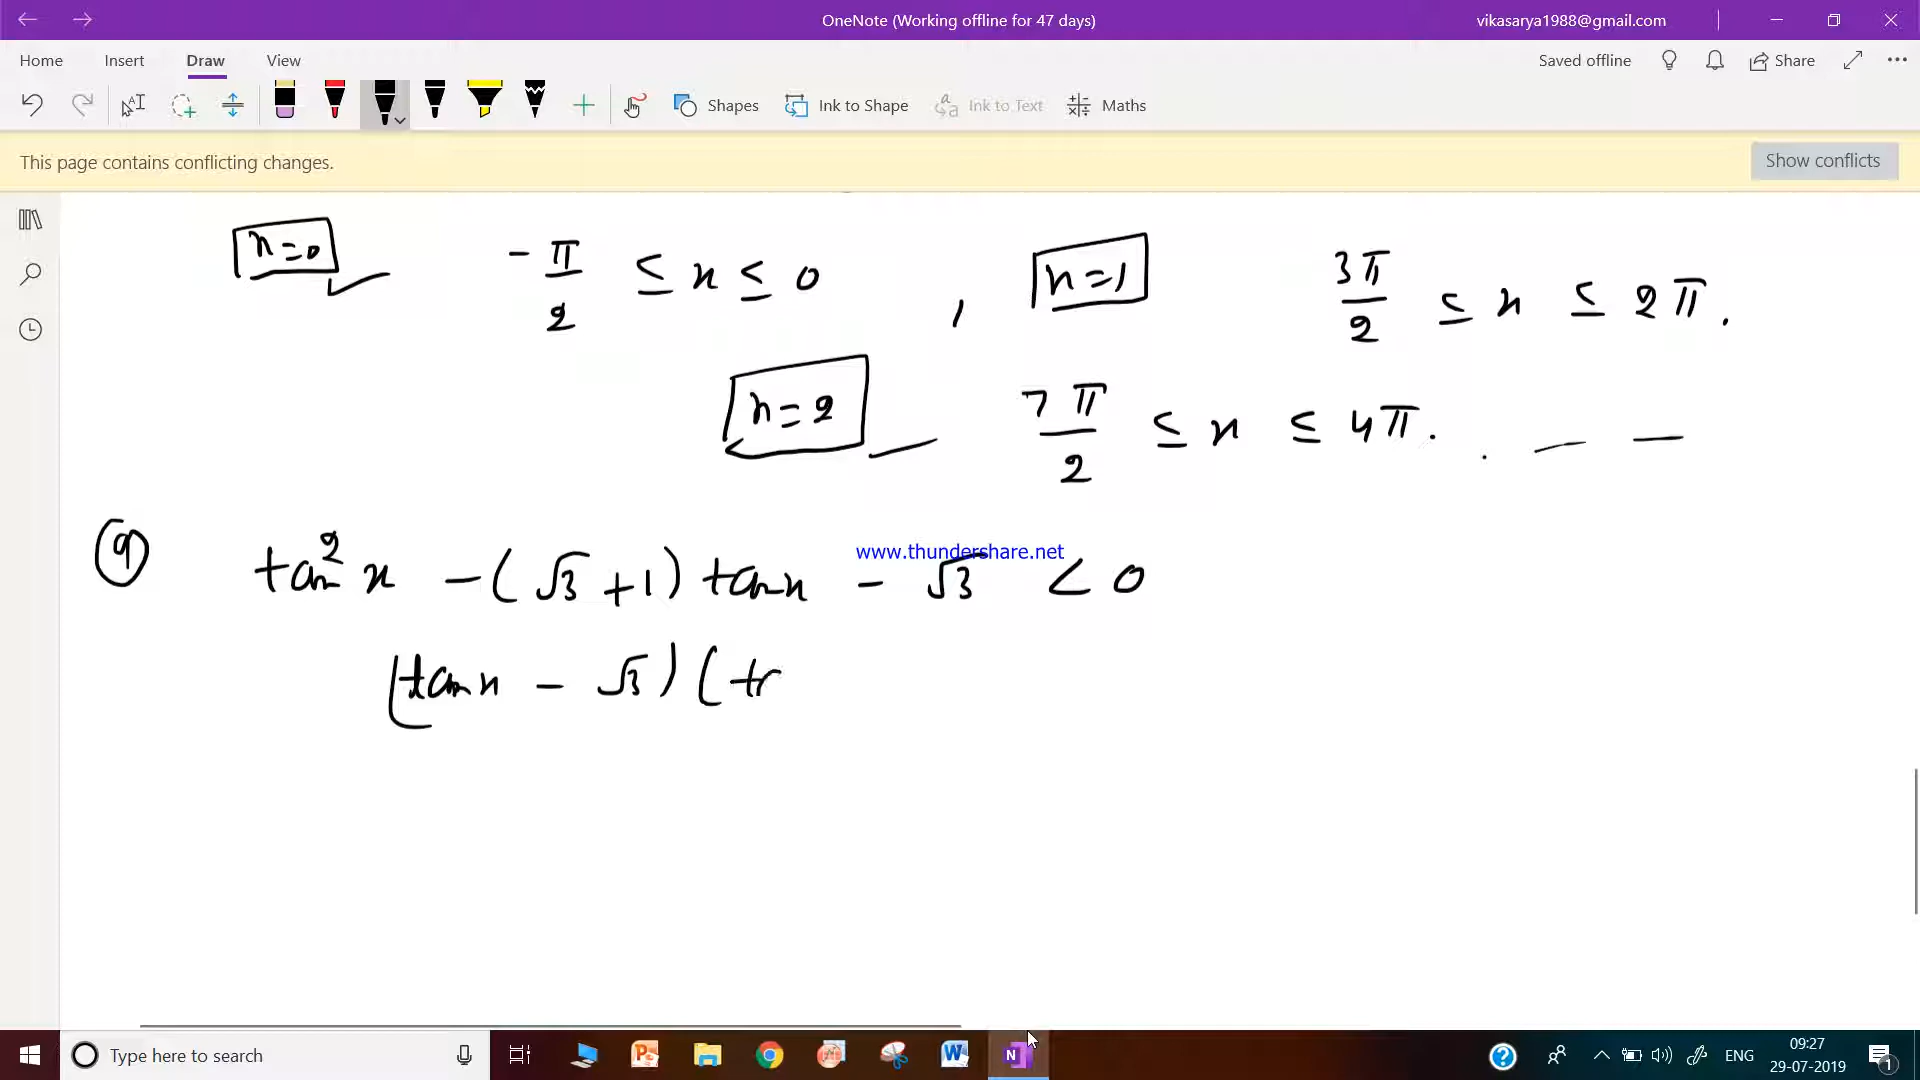 OneNote (Working offline for 47 days)
vikasarya1988@gmail.com
Home Insert Draw View
Saved offline
Share
Shapes
Ink to Shape
Ink to Text
Maths
This page contains conflicting changes.
Show conflicts
n=0 -π/2 ≤ x ≤ 0 , n=1 3π/2 ≤ x ≤ 2π.
n=2 7π/2 ≤ x ≤ 4π. . — —
9 tan²x -(√3+1) tanx - √3 < 0
www.thundershare.net
(tanx - √3) (
Type here to search
ENG
09:27
29-07-2019
1